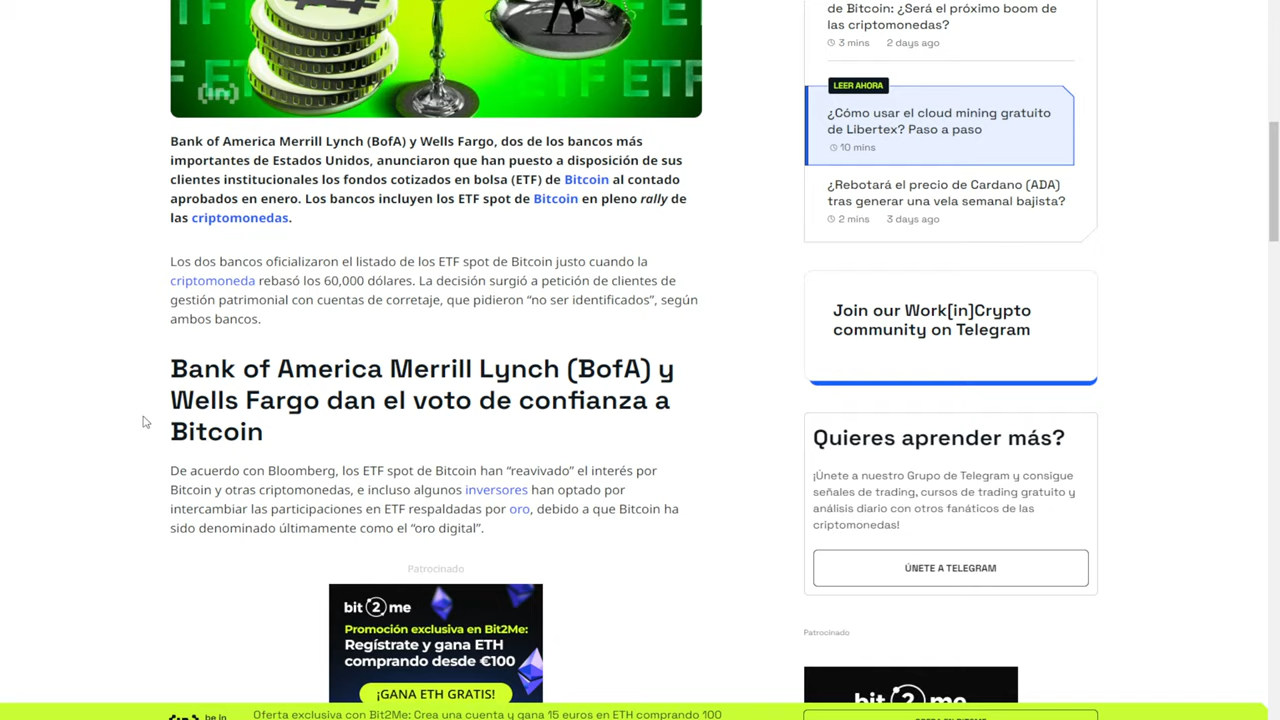 ETF ETF
Bank of America Merrill Lynch (BofA) y Wells Fargo, dos de los bancos más
importantes de Estados Unidos, anunciaron que han puesto a disposición de sus
clientes institucionales los fondos cotizados en bolsa (ETF) de Bitcoin al contado
aprobados en enero. Los bancos incluyen los ETF spot de Bitcoin en pleno rally de
las criptomonedas.
Los dos bancos oficializaron el listado de los ETF spot de Bitcoin justo cuando la
criptomoneda rebasó los 60,000 dólares. La decisión surgió a petición de clientes de
gestión patrimonial con cuentas de corretaje, que pidieron “no ser identificados”, según
ambos bancos.
Bank of America Merrill Lynch (BofA) y
Wells Fargo dan el voto de confianza a
Bitcoin
De acuerdo con Bloomberg, los ETF spot de Bitcoin han “reavivado” el interés por
Bitcoin y otras criptomonedas, e incluso algunos inversores han optado por
intercambiar las participaciones en ETF respaldadas por oro, debido a que Bitcoin ha
sido denominado últimamente como el “oro digital”.
Patrocinado
bit2me
Promoción exclusiva en Bit2Me:
Regístrate y gana ETH
comprando desde €100
¡GANA ETH GRATIS!
de Bitcoin: ¿Será el próximo boom de
las criptomonedas?
3 mins 2 days ago
LEER AHORA
¿Cómo usar el cloud mining gratuito
de Libertex? Paso a paso
10 mins
¿Rebotará el precio de Cardano (ADA)
tras generar una vela semanal bajista?
2 mins 3 days ago
Join our Work[in]Crypto
community on Telegram
Quieres aprender más?
¡Únete a nuestro Grupo de Telegram y consigue
señales de trading, cursos de trading gratuito y
análisis diario con otros fanáticos de las
criptomonedas!
ÚNETE A TELEGRAM
Patrocinado
bit2me
be in
Oferta exclusiva con Bit2Me: Crea una cuenta y gana 15 euros en ETH comprando 100